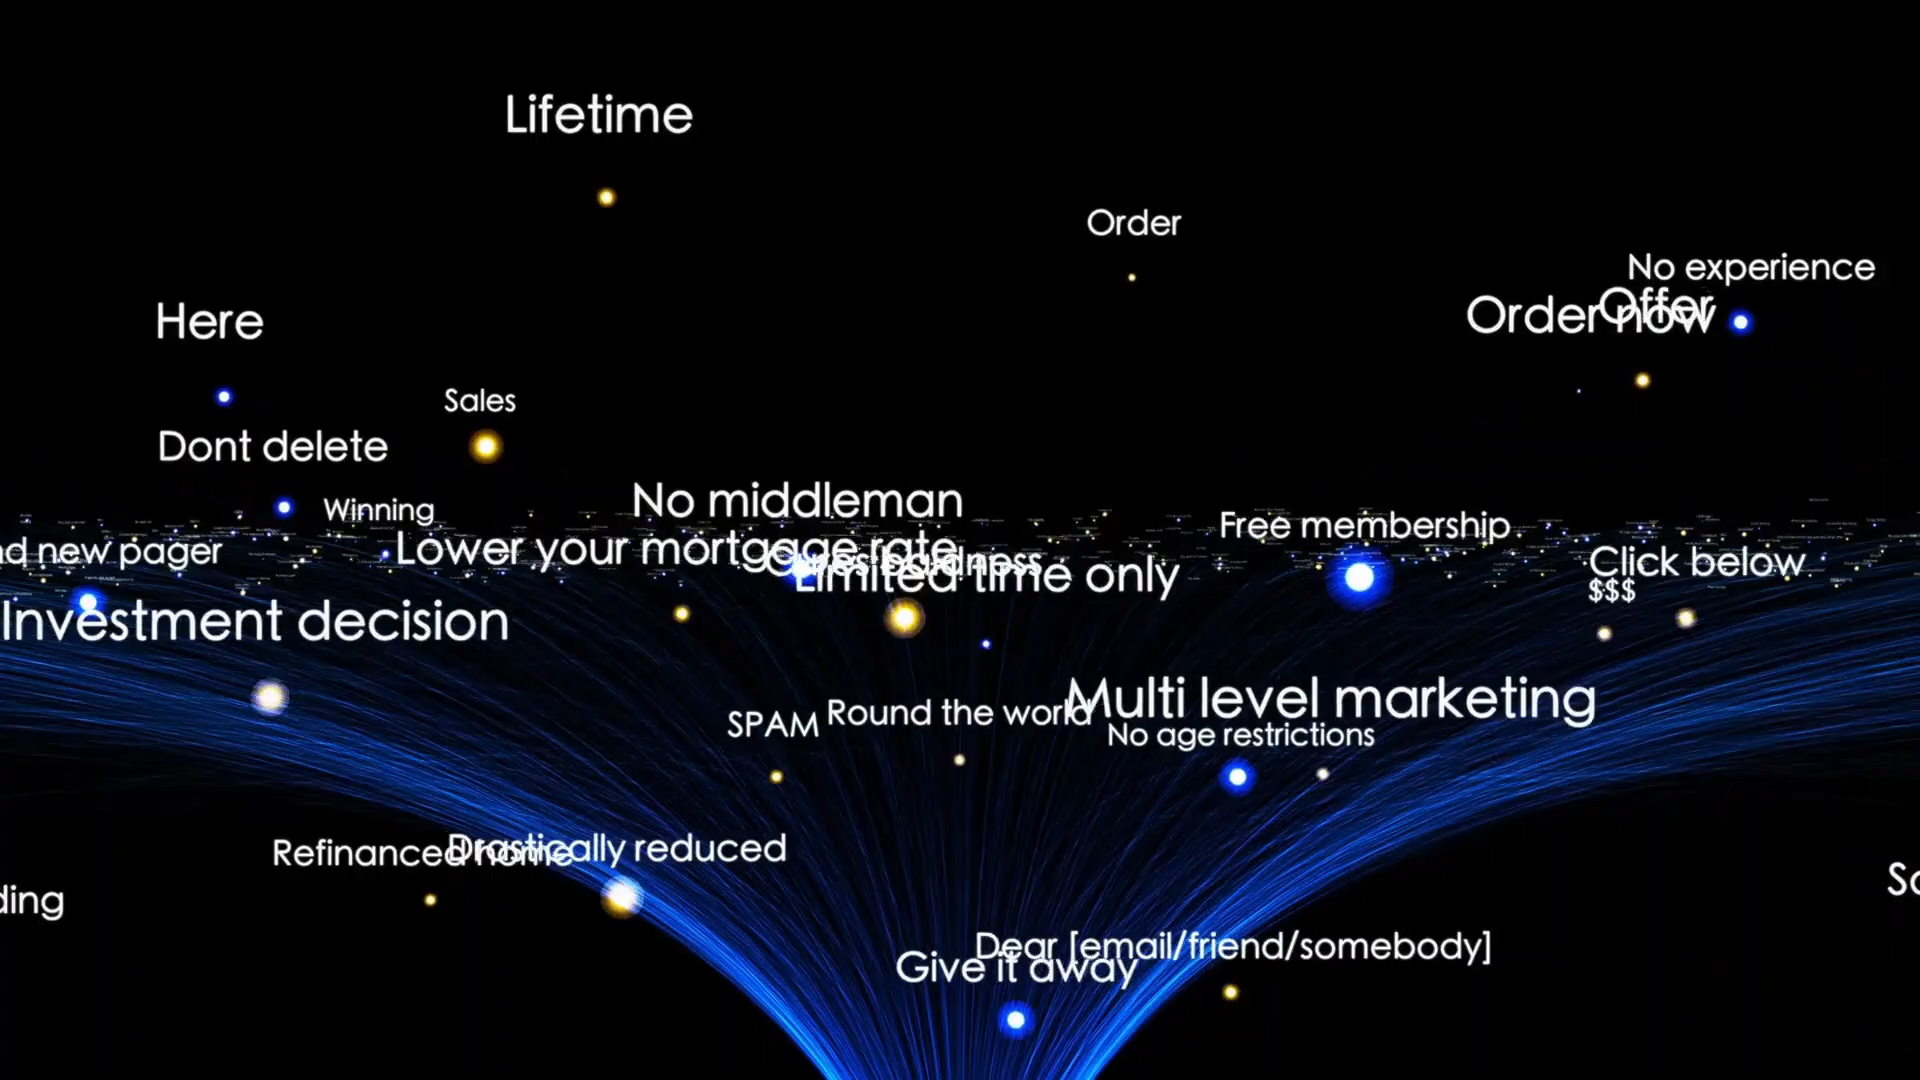 Lifetime
Order
No experience
Offer
Order now
Here
Sales
Dont delete
No middleman
Winning
Free membership
Lower your mortgage rate
new pager
Click below
Limited time only
$$$
Investment decision
Multi level marketing
Round the world
SPAM
No age restrictions
Drastically reduced
Refinanced home
Dear [email/friend/somebody]
Give it away